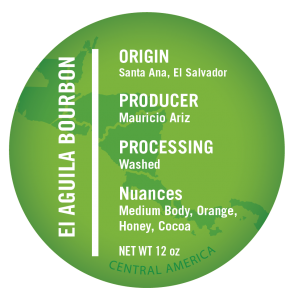 El AGUILA BOURBON
ORIGIN
Santa Ana, El Salvador
PRODUCER
Mauricio Ariz
PROCESSING
Washed
Nuances
Medium Body, Orange,
Honey, Cocoa
NET WT 12 oz
CENTRAL AMERICA